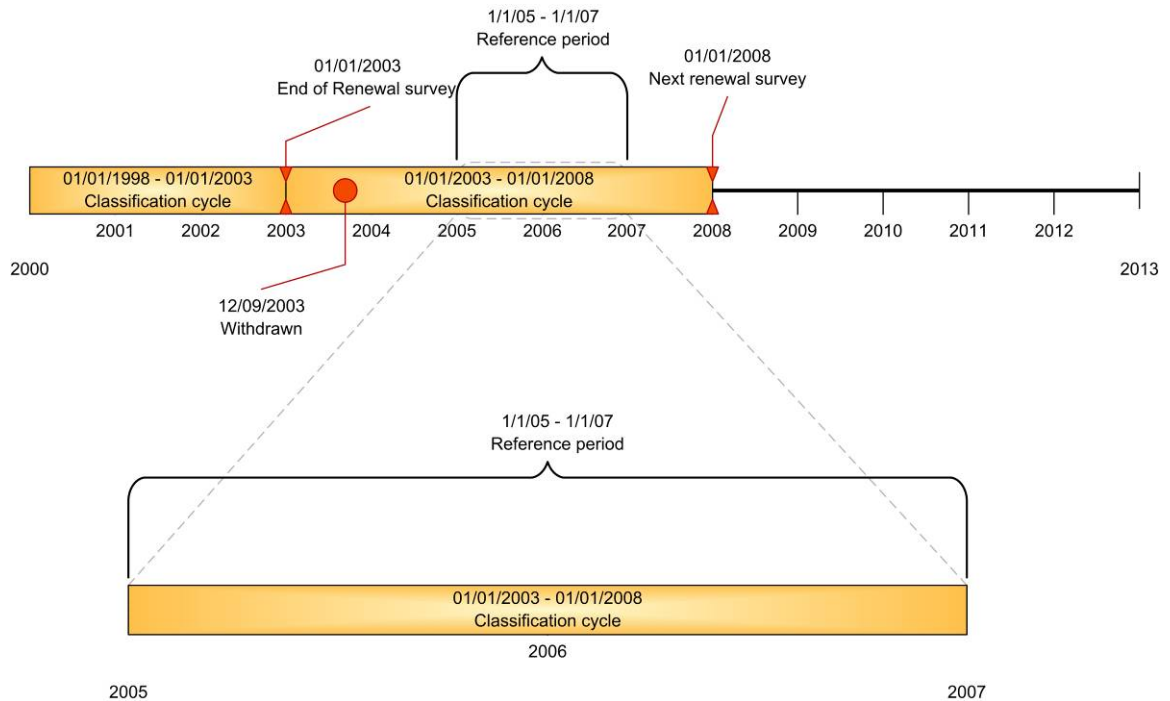 1/1/05 - 1/1/07
Reference period
01/01/2003
End of Renewal survey
01/01/2008
Next renewal survey
01/01/1998 - 01/01/2003
Classification cycle
01/01/2003 - 01/01/2008
Classification cycle
2001 2002 2003 2004 2005 2006 2007 2008 2009 2010 2011 2012
2000 2013
12/09/2003
Withdrawn
1/1/05 - 1/1/07
Reference period
01/01/2003 - 01/01/2008
Classification cycle
2006
2005 2007